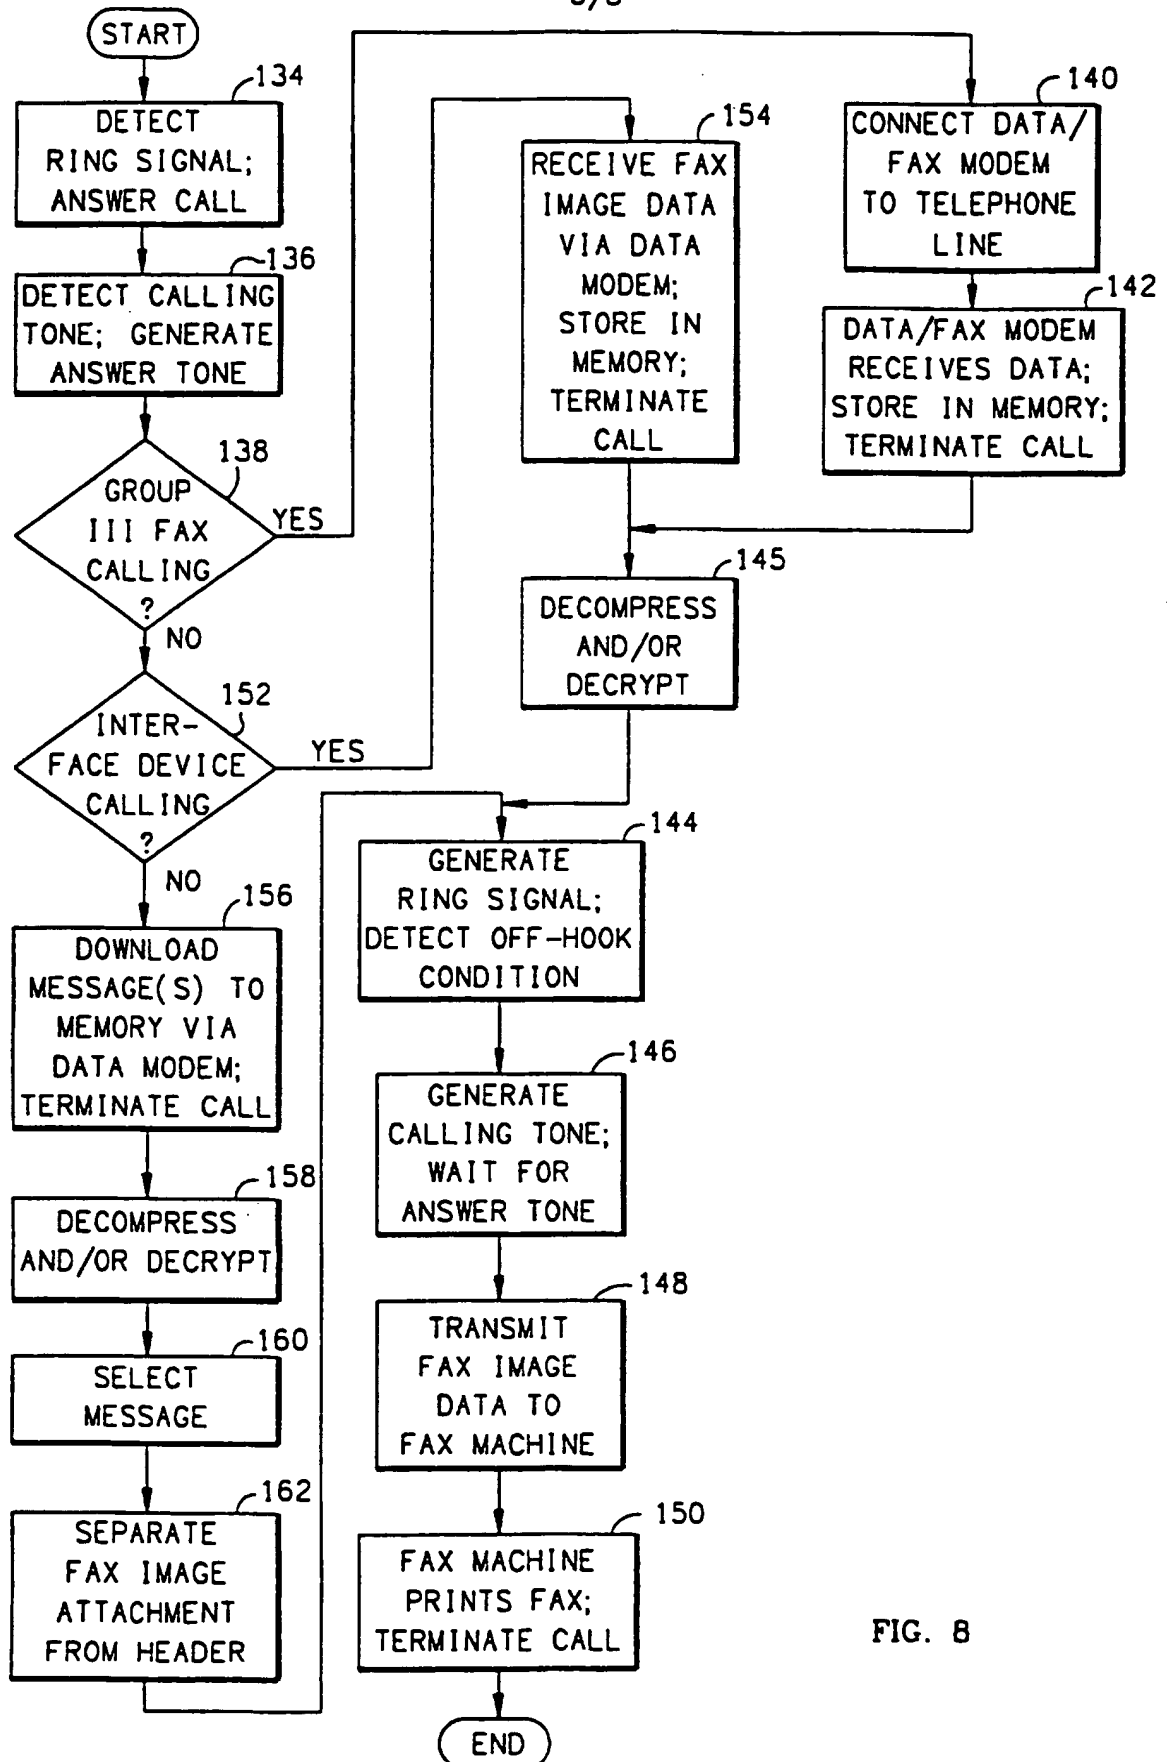 START
134
DETECT
RING SIGNAL;
ANSWER CALL
136
DETECT CALLING
TONE; GENERATE
ANSWER TONE
138
GROUP
III FAX
CALLING
?
YES
NO
152
INTER-
FACE DEVICE
CALLING
?
YES
NO
156
DOWNLOAD
MESSAGE(S) TO
MEMORY VIA
DATA MODEM;
TERMINATE CALL
158
DECOMPRESS
AND/OR DECRYPT
160
SELECT
MESSAGE
162
SEPARATE
FAX IMAGE
ATTACHMENT
FROM HEADER
154
RECEIVE FAX
IMAGE DATA
VIA DATA
MODEM;
STORE IN
MEMORY;
TERMINATE
CALL
140
CONNECT DATA/
FAX MODEM
TO TELEPHONE
LINE
142
DATA/FAX MODEM
RECEIVES DATA;
STORE IN MEMORY;
TERMINATE CALL
145
DECOMPRESS
AND/OR
DECRYPT
144
GENERATE
RING SIGNAL;
DETECT OFF-HOOK
CONDITION
146
GENERATE
CALLING TONE;
WAIT FOR
ANSWER TONE
148
TRANSMIT
FAX IMAGE
DATA TO
FAX MACHINE
150
FAX MACHINE
PRINTS FAX;
TERMINATE CALL
END
FIG. 8